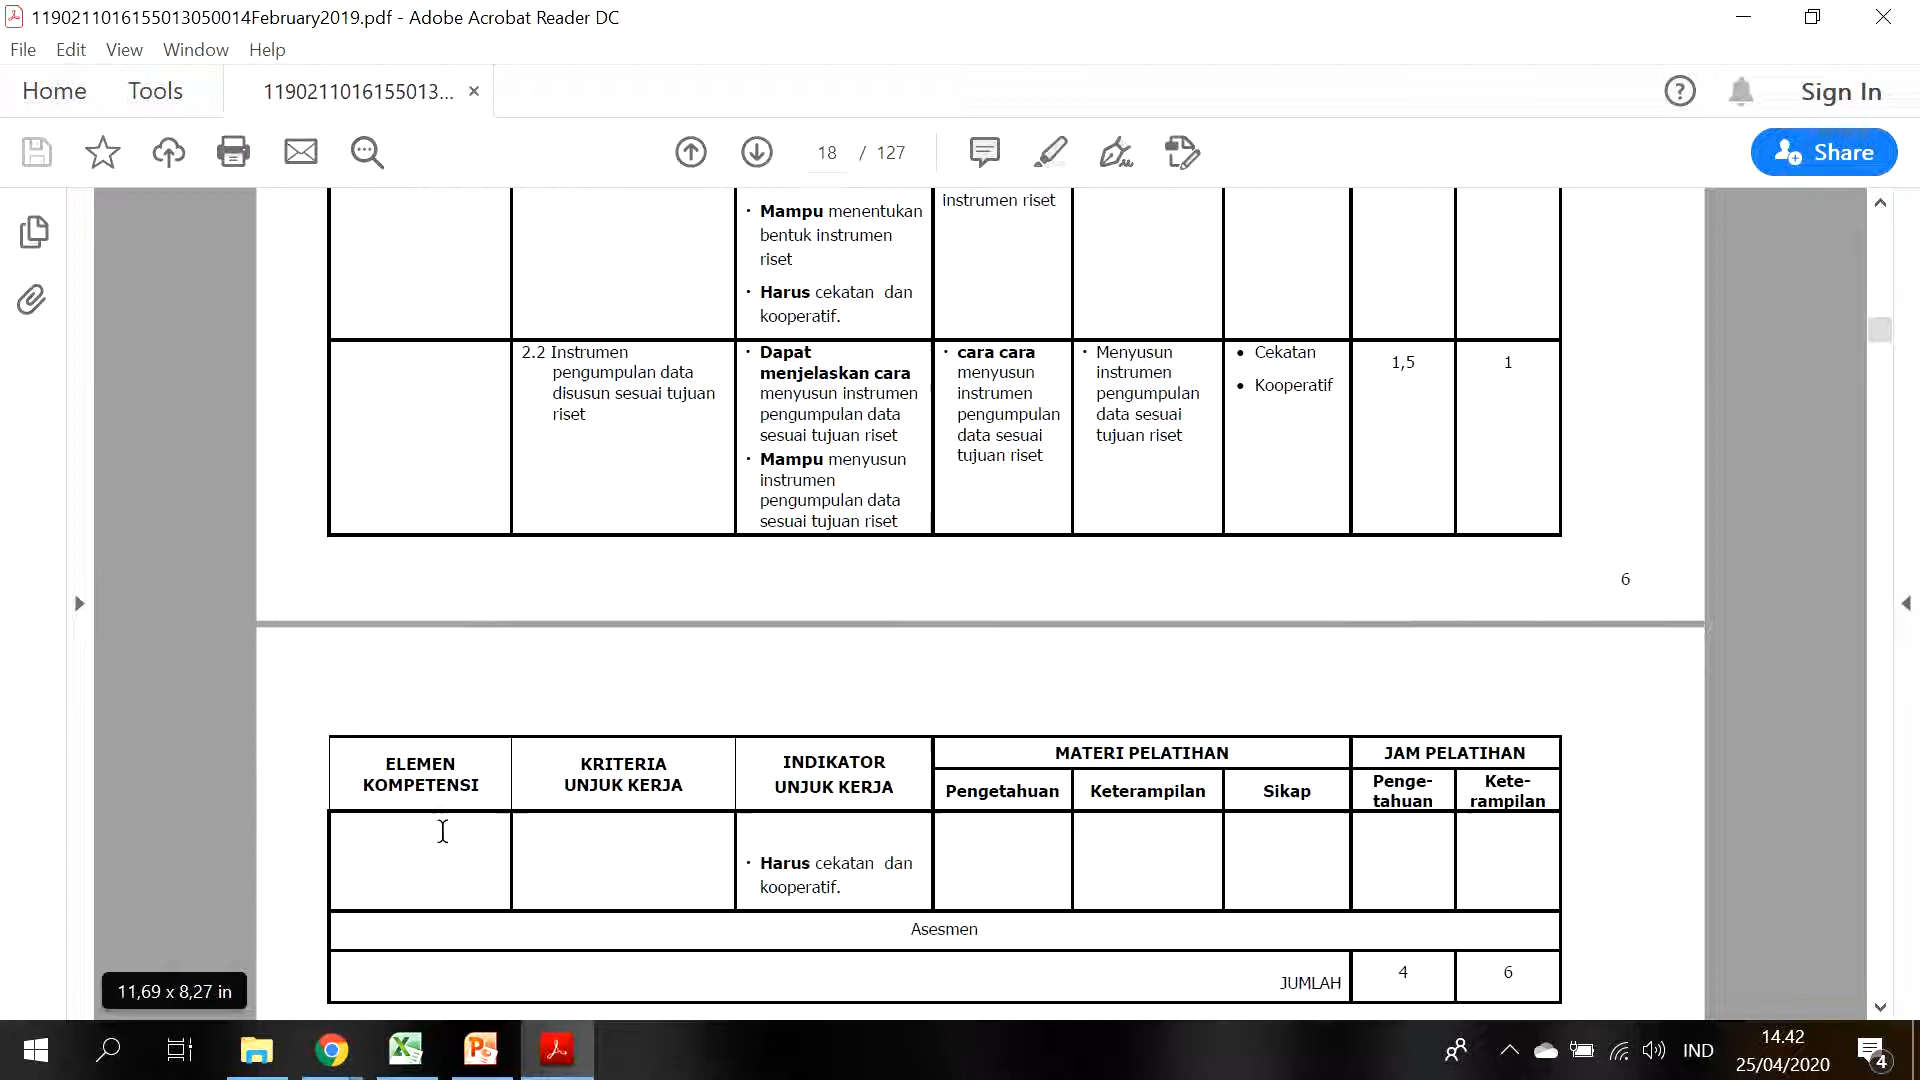 1190211016155013050014February2019.pdf - Adobe Acrobat Reader DC
File Edit View Window Help
Home Tools 1190211016155013... × Sign In
18 / 127 Share
instrumen riset
· Mampu menentukan
bentuk instrumen
riset
· Harus cekatan dan
kooperatif.
2.2 Instrumen
pengumpulan data
disusun sesuai tujuan
riset
· Dapat
menjelaskan cara
menyusun instrumen
pengumpulan data
sesuai tujuan riset
· Mampu menyusun
instrumen
pengumpulan data
sesuai tujuan riset
· cara cara
menyusun
instrumen
pengumpulan
data sesuai
tujuan riset
· Menyusun
instrumen
pengumpulan
data sesuai
tujuan riset
• Cekatan
• Kooperatif
1,5
1
6
ELEMEN
KOMPETENSI
KRITERIA
UNJUK KERJA
INDIKATOR
UNJUK KERJA
MATERI PELATIHAN
Pengetahuan Keterampilan Sikap
JAM PELATIHAN
Penge-
tahuan
Kete-
rampilan
· Harus cekatan dan
kooperatif.
Asesmen
JUMLAH 4 6
11,69 x 8,27 in
IND
14.42
25/04/2020
4